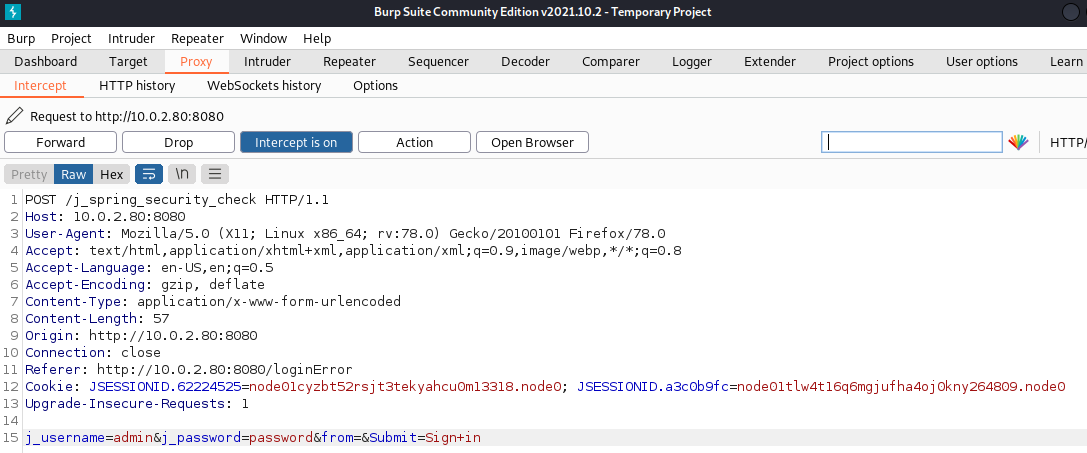 Burp Suite Community Edition v2021.10.2 - Temporary Project
Burp Project Intruder Repeater Window Help
Dashboard Target Proxy Intruder Repeater Sequencer Decoder Comparer Logger Extender Project options User options Learn
Intercept HTTP history WebSockets history Options
Request to http://10.0.2.80:8080
Forward Drop Intercept is on Action Open Browser HTTP/
Pretty Raw Hex \n
1 POST /j_spring_security_check HTTP/1.1
2 Host: 10.0.2.80:8080
3 User-Agent: Mozilla/5.0 (X11; Linux x86_64; rv:78.0) Gecko/20100101 Firefox/78.0
4 Accept: text/html,application/xhtml+xml,application/xml;q=0.9,image/webp,*/*;q=0.8
5 Accept-Language: en-US,en;q=0.5
6 Accept-Encoding: gzip, deflate
7 Content-Type: application/x-www-form-urlencoded
8 Content-Length: 57
9 Origin: http://10.0.2.80:8080
10 Connection: close
11 Referer: http://10.0.2.80:8080/loginError
12 Cookie: JSESSIONID.62224525=node01cyzbt52rsjt3tekyahcu0m13318.node0; JSESSIONID.a3c0b9fc=node01tlw4t16q6mgjufha4oj0kny264809.node0
13 Upgrade-Insecure-Requests: 1
14
15 j_username=admin&j_password=password&from=&Submit=Sign+in